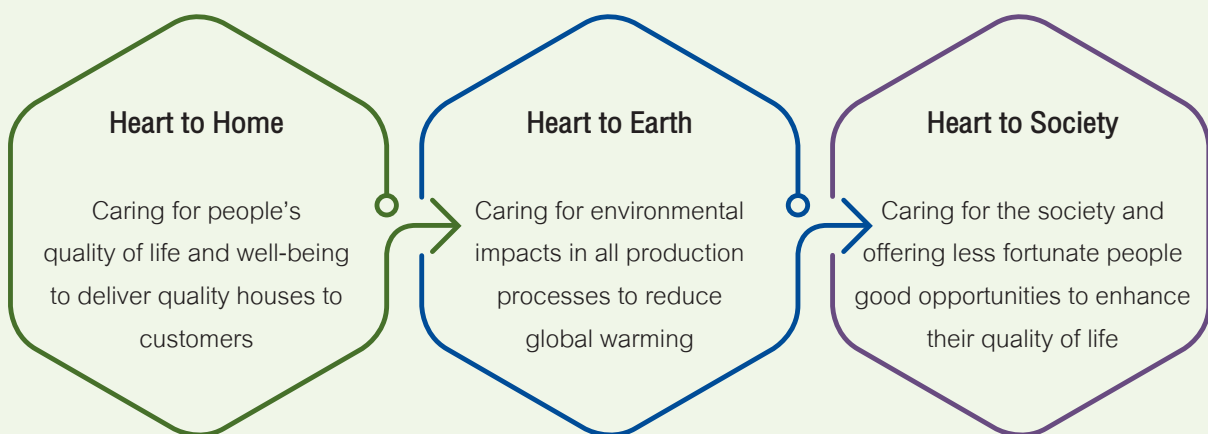 Heart to Home
Caring for people’s
quality of life and well-being
to deliver quality houses to
customers
Heart to Earth
Caring for environmental
impacts in all production
processes to reduce
global warming
Heart to Society
Caring for the society and
offering less fortunate people
good opportunities to enhance
their quality of life